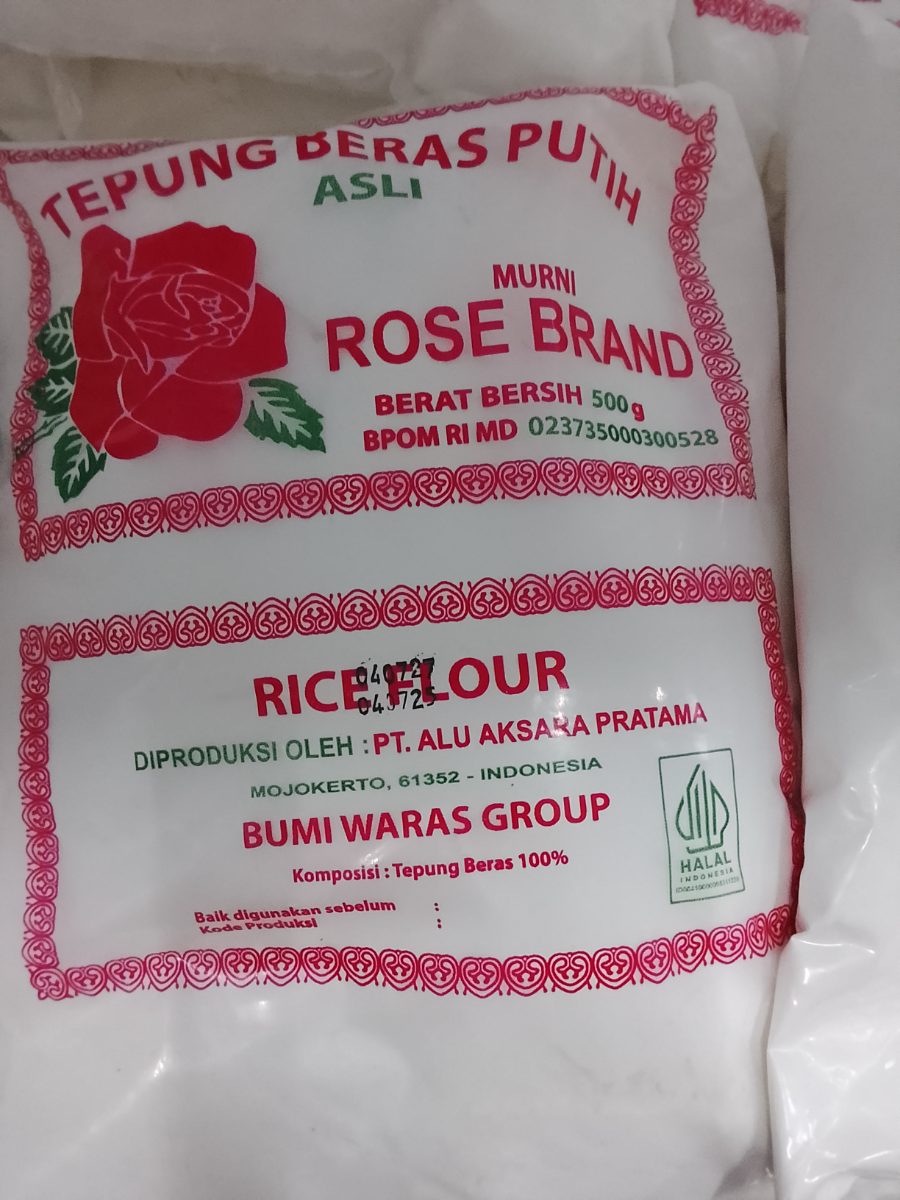 TEPUNG BERAS PUTIH
ASLI
MURNI
ROSE BRAND
BERAT BERSIH 500g
BPOM RI MD 023735000300528
RICE FLOUR
040727
040725
DIPRODUKSI OLEH : PT. ALU AKSARA PRATAMA
MOJOKERTO, 61352 - INDONESIA
BUMI WARAS GROUP
Komposisi : Tepung Beras 100%
HALAL
INDONESIA
Baik digunakan sebelum :
Kode Produksi :